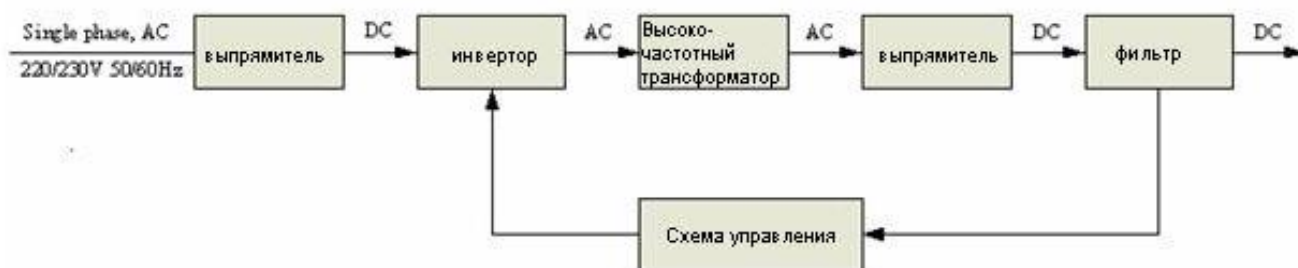 Single phase, AC
220/230V 50/60Hz
выпрямитель
DC
инвертор
AC
Высоко-
частотный
трансформатор
AC
выпрямитель
DC
фильтр
DC
Схема управления